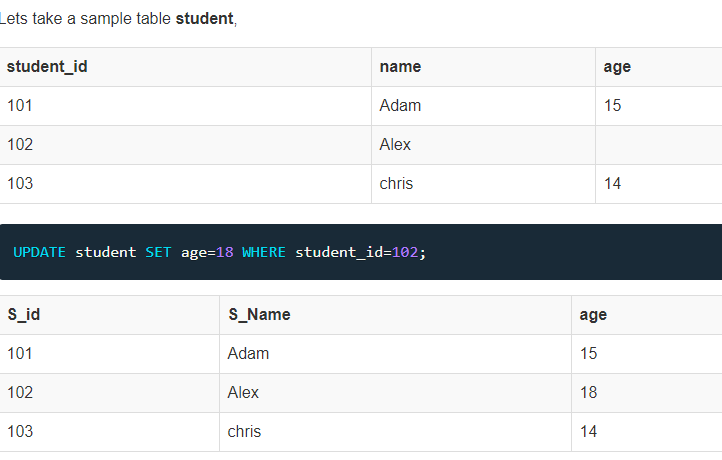 Lets take a sample table student,
student_id name age
101 Adam 15
102 Alex
103 chris 14
UPDATE student SET age=18 WHERE student_id=102;
S_id S_Name age
101 Adam 15
102 Alex 18
103 chris 14